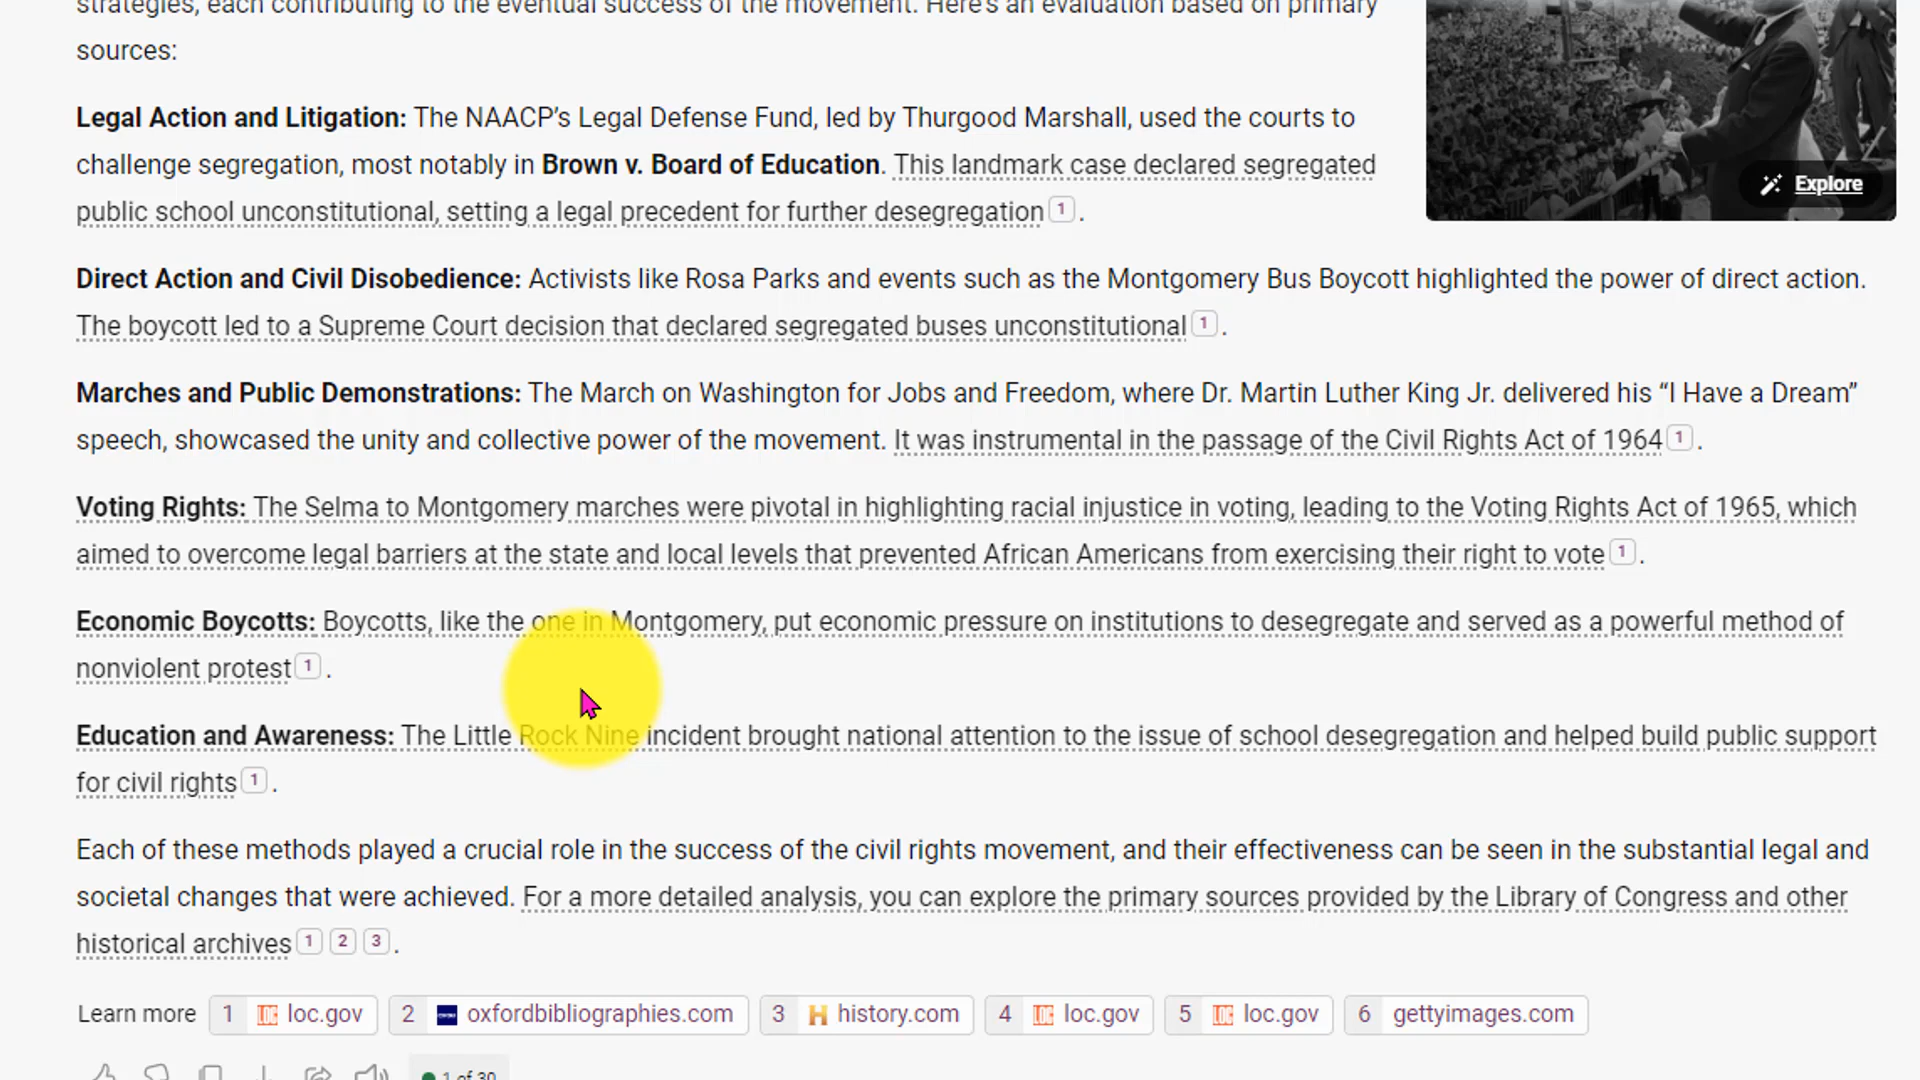 strategies, each contributing to the eventual success of the movement. Here's an evaluation based on primary
sources:
Legal Action and Litigation: The NAACP’s Legal Defense Fund, led by Thurgood Marshall, used the courts to
challenge segregation, most notably in Brown v. Board of Education. This landmark case declared segregated
public school unconstitutional, setting a legal precedent for further desegregation 1 .
Explore
Direct Action and Civil Disobedience: Activists like Rosa Parks and events such as the Montgomery Bus Boycott highlighted the power of direct action.
The boycott led to a Supreme Court decision that declared segregated buses unconstitutional 1 .
Marches and Public Demonstrations: The March on Washington for Jobs and Freedom, where Dr. Martin Luther King Jr. delivered his “I Have a Dream”
speech, showcased the unity and collective power of the movement. It was instrumental in the passage of the Civil Rights Act of 1964 1 .
Voting Rights: The Selma to Montgomery marches were pivotal in highlighting racial injustice in voting, leading to the Voting Rights Act of 1965, which
aimed to overcome legal barriers at the state and local levels that prevented African Americans from exercising their right to vote 1 .
Economic Boycotts: Boycotts, like the one in Montgomery, put economic pressure on institutions to desegregate and served as a powerful method of
nonviolent protest 1 .
Education and Awareness: The Little Rock Nine incident brought national attention to the issue of school desegregation and helped build public support
for civil rights 1 .
Each of these methods played a crucial role in the success of the civil rights movement, and their effectiveness can be seen in the substantial legal and
societal changes that were achieved. For a more detailed analysis, you can explore the primary sources provided by the Library of Congress and other
historical archives 1 2 3 .
Learn more 1 loc.gov 2 oxfordbibliographies.com 3 history.com 4 loc.gov 5 loc.gov 6 gettyimages.com
1 of 30